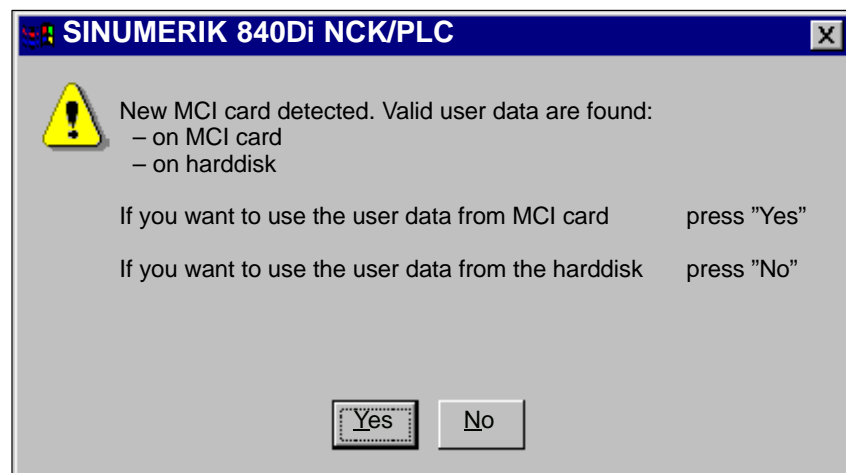 SINUMERIK 840Di NCK/PLC
New MCI card detected. Valid user data are found:
– on MCI card
– on harddisk
If you want to use the user data from MCI card press ”Yes”
If you want to use the user data from the harddisk press ”No”
Yes No